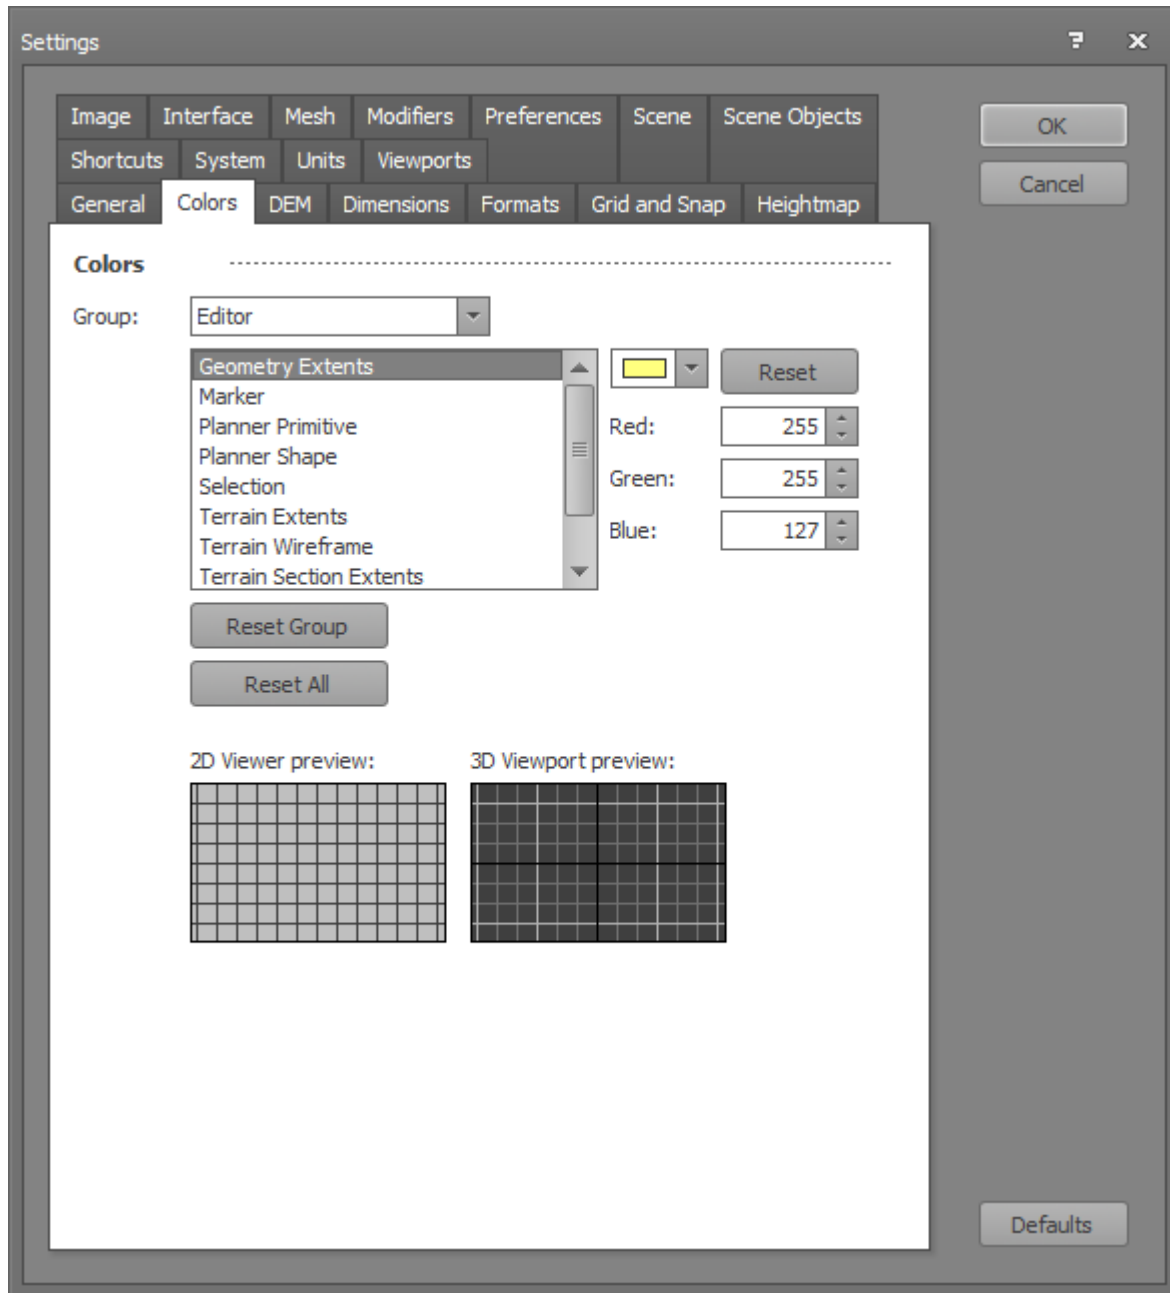 Settings
Image Interface Mesh Modifiers Preferences Scene Scene Objects
Shortcuts System Units Viewports
General Colors DEM Dimensions Formats Grid and Snap Heightmap
OK
Cancel
Colors
Group: Editor
Geometry Extents
Marker
Planner Primitive
Planner Shape
Selection
Terrain Extents
Terrain Wireframe
Terrain Section Extents
Reset
Red: 255
Green: 255
Blue: 127
Reset Group
Reset All
2D Viewer preview: 3D Viewport preview:
Defaults